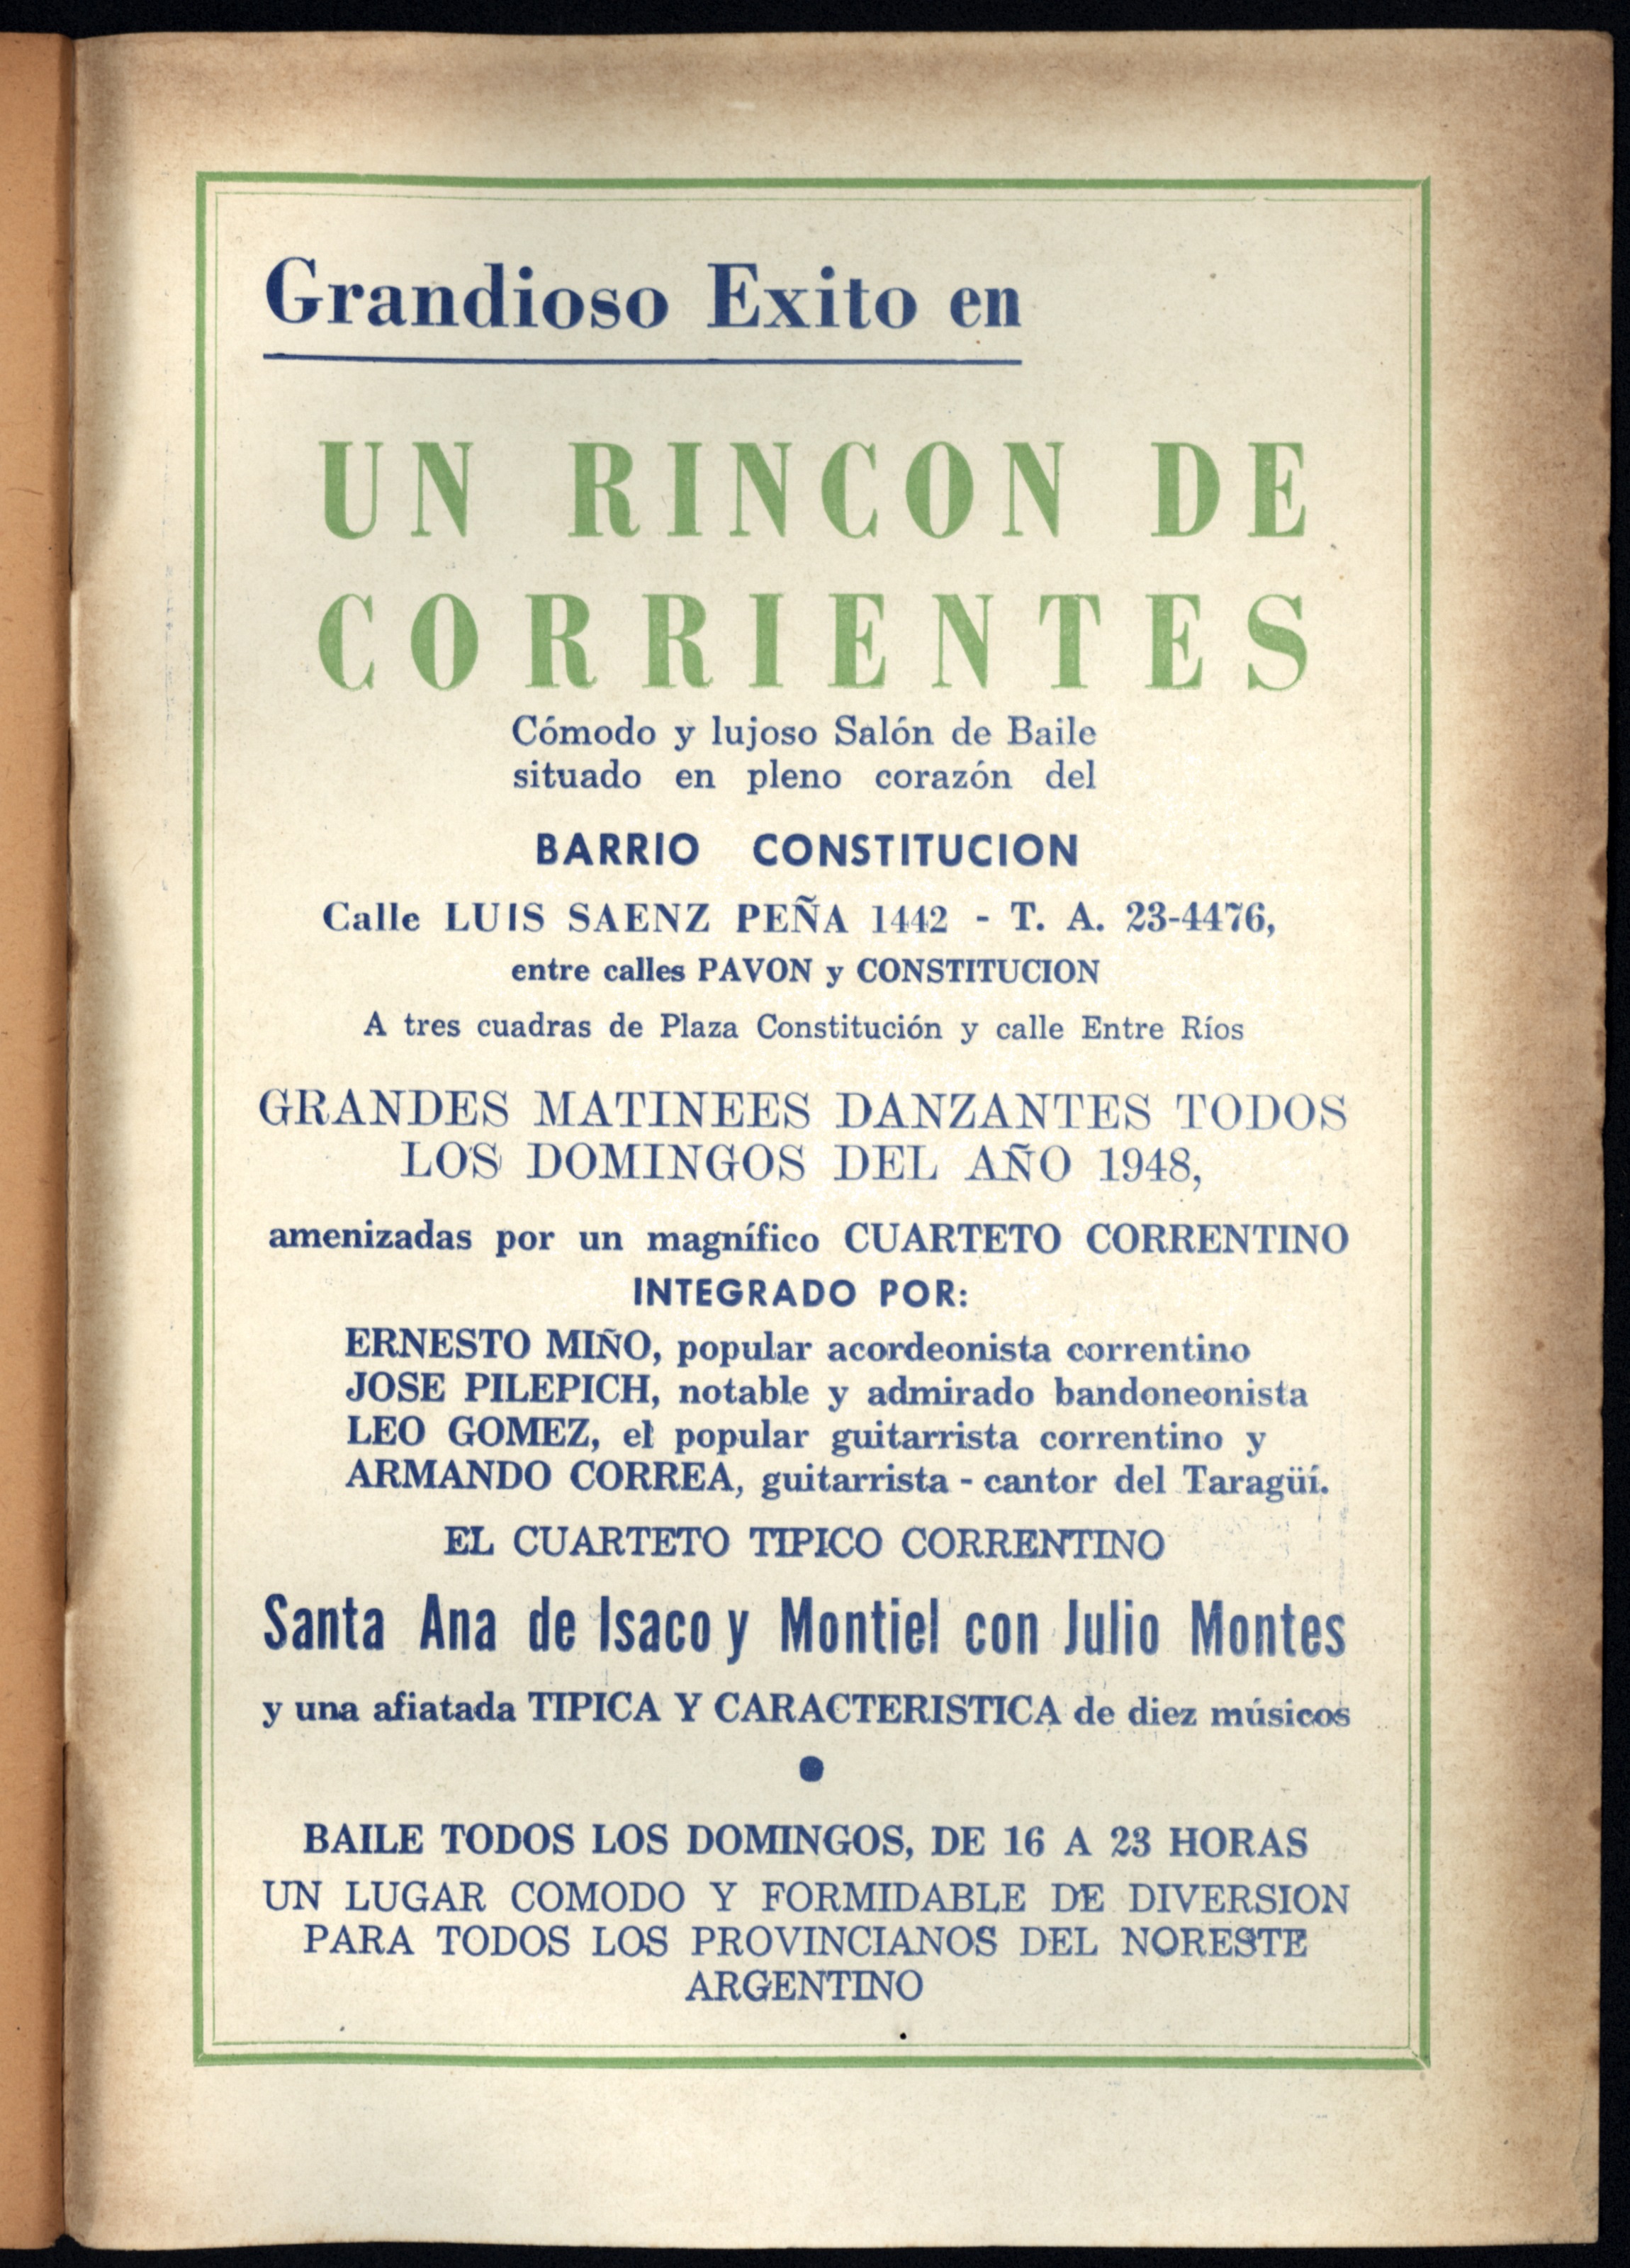 Grandioso Exito en
UN RINCON DE
CORRIENTES
Cómodo y lujoso Salón de Baile
situado en pleno corazón del
BARRIO CONSTITUCION
Calle LUIS SAENZ PEÑA 1442 - T. A. 23-4476,
entre calles PAVON y CONSTITUCION
A tres cuadras de Plaza Constitución y calle Entre Ríos
GRANDES MATINEES DANZANTES TODOS
LOS DOMINGOS DEL AÑO 1948,
amenizadas por un magnífico CUARTETO CORRENTINO
INTEGRADO POR:
ERNESTO MIÑO, popular acordeonista correntino
JOSE PILEPICH, notable y admirado bandoneonista
LEO GOMEZ, el popular guitarrista correntino y
ARMANDO CORREA, guitarrista - cantor del Taragüí.
EL CUARTETO TIPICO CORRENTINO
Santa Ana de Isaco y Montiel con Julio Montes
y una afiatada TIPICA Y CARACTERISTICA de diez músicos
BAILE TODOS LOS DOMINGOS, DE 16 A 23 HORAS
UN LUGAR COMODO Y FORMIDABLE DE DIVERSION
PARA TODOS LOS PROVINCIANOS DEL NORESTE
ARGENTINO